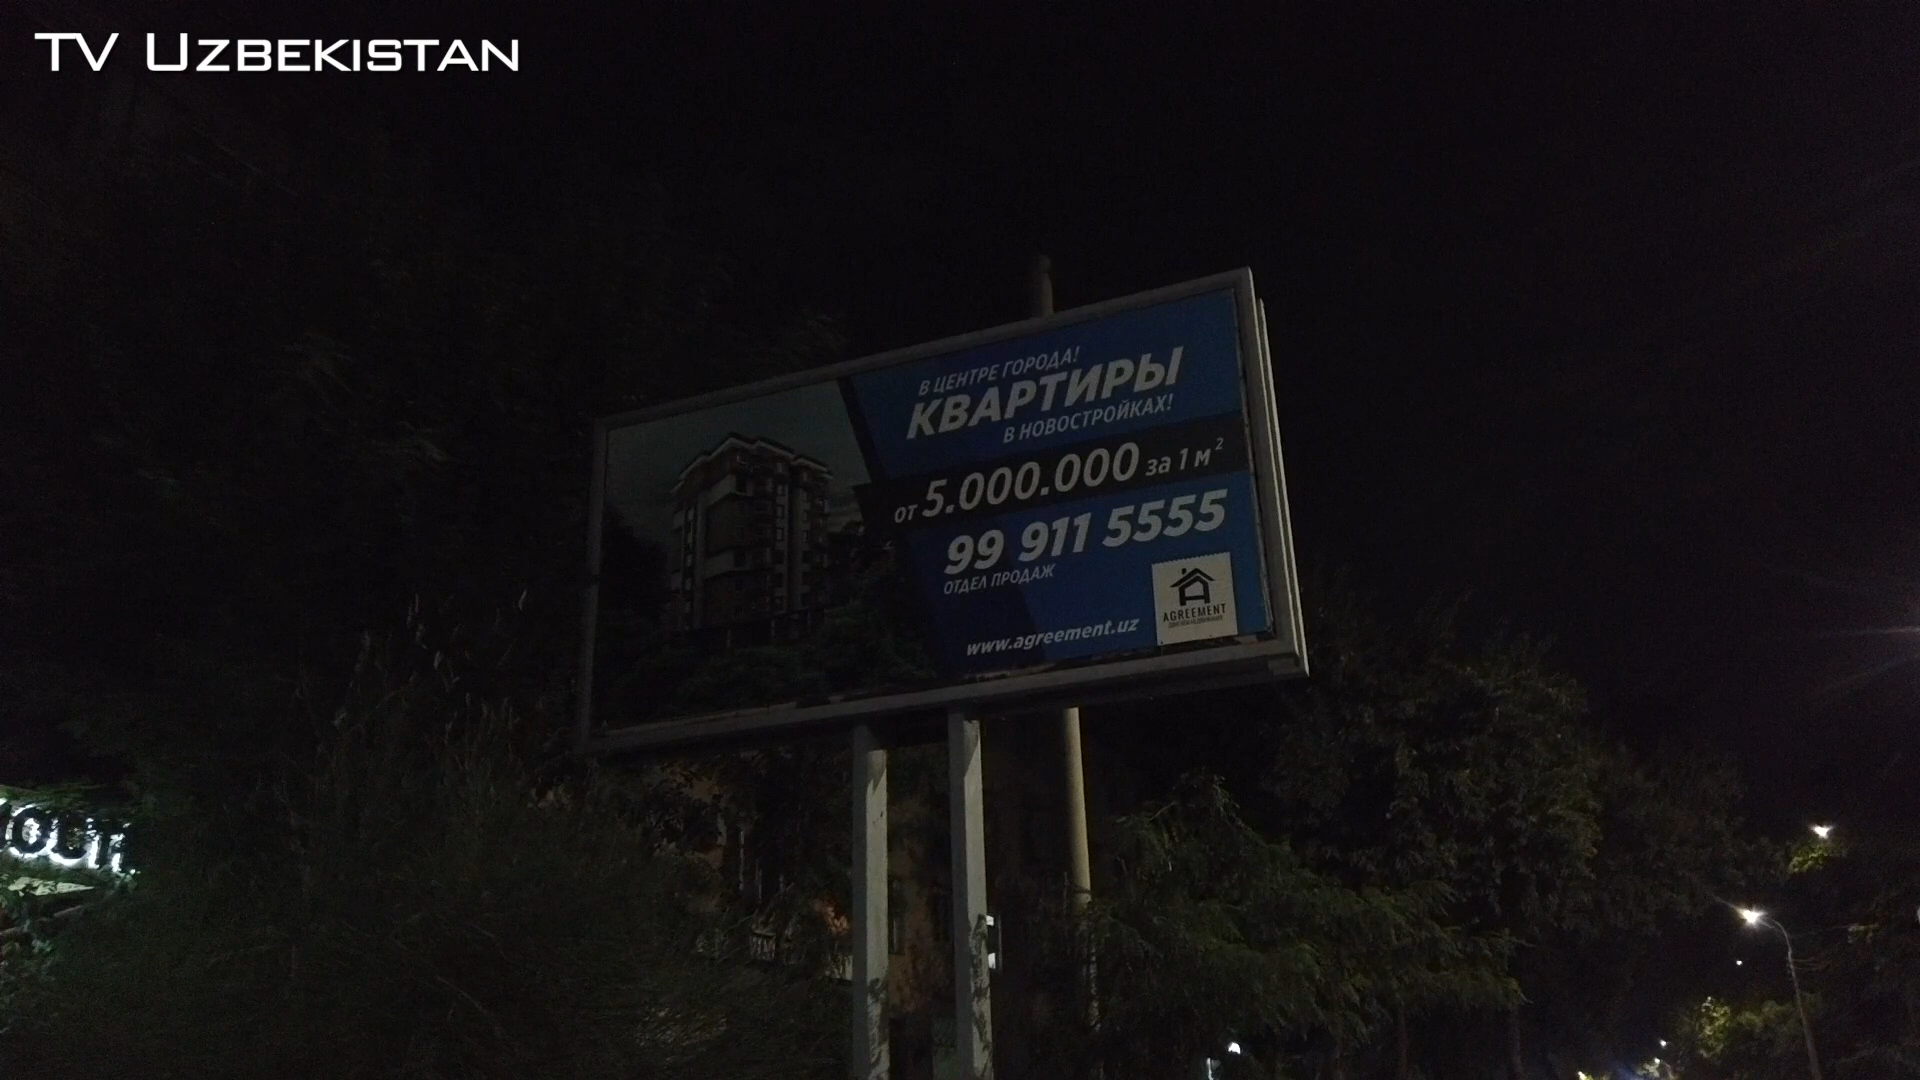 TV UZBEKISTAN
В ЦЕНТРЕ ГОРОДА!
КВАРТИРЫ
В НОВОСТРОЙКАХ!
от 5.000.000 за 1 м²
99 911 5555
ОТДЕЛ ПРОДАЖ
AGREEMENT
www.agreement.uz